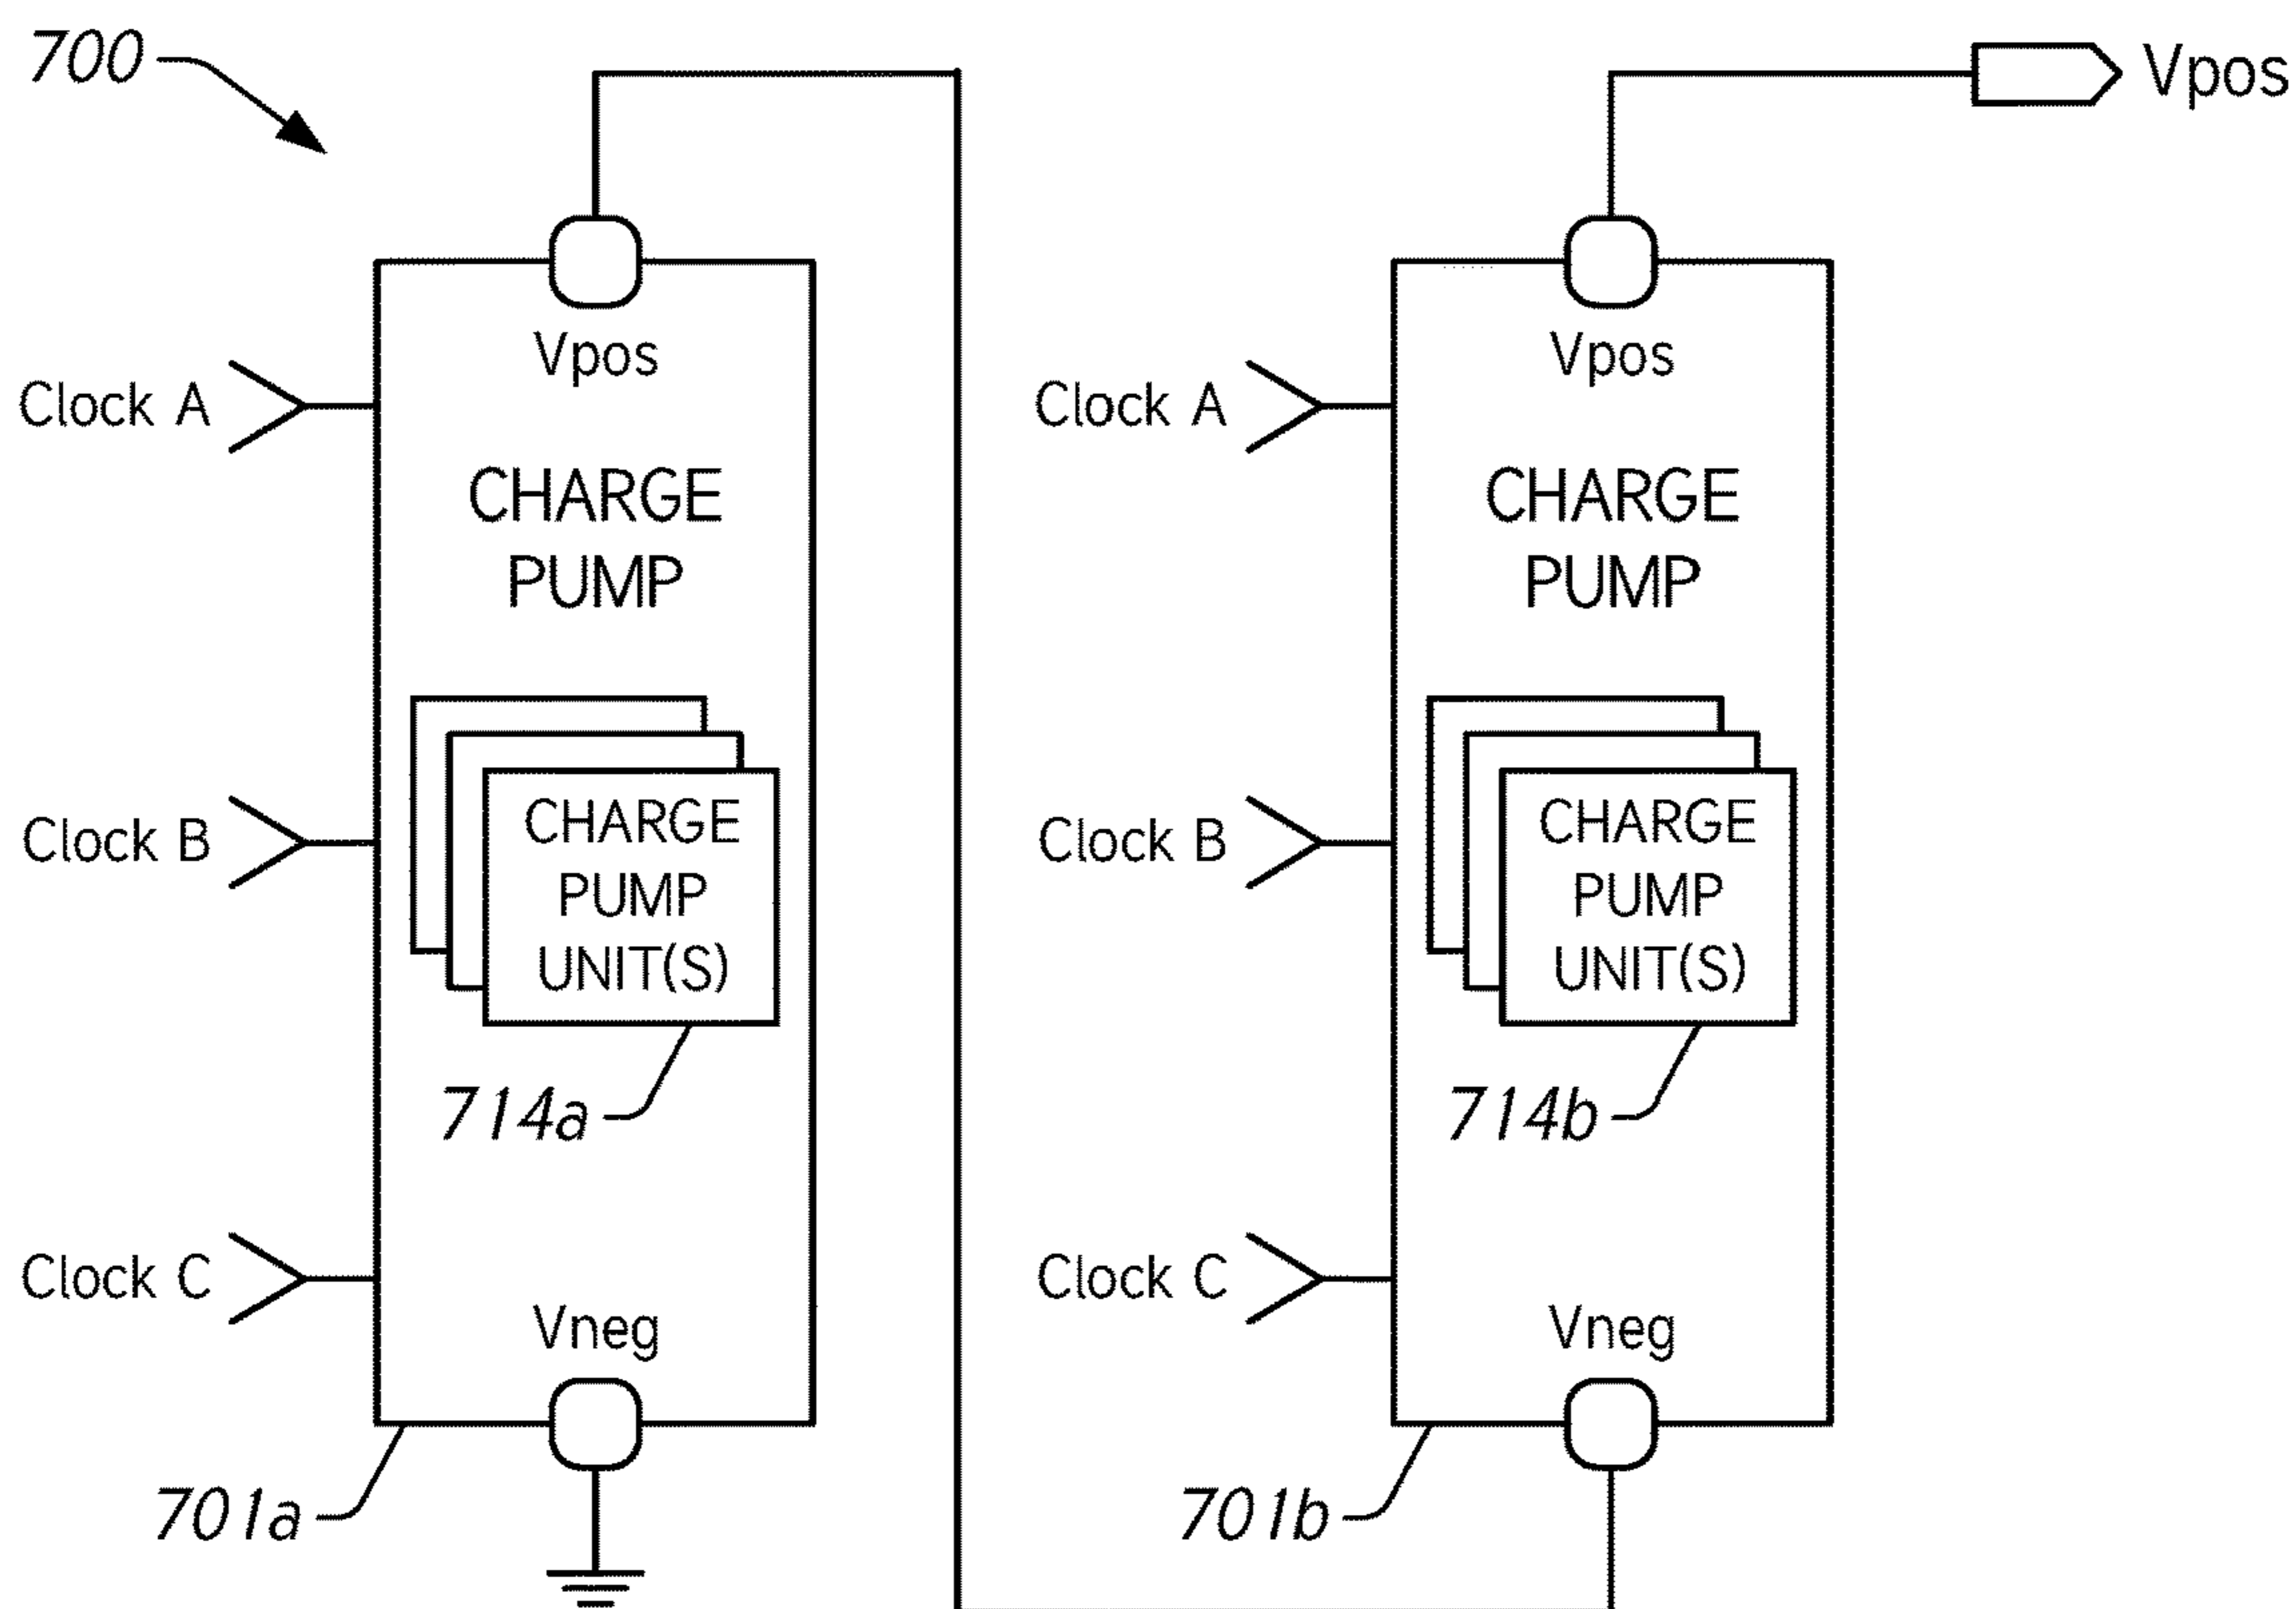 700
Vpos
Vpos
Clock A
CHARGE
PUMP
Clock B
CHARGE
PUMP
UNIT(S)
714a
Clock C
Vneg
701a
Vpos
Clock A
CHARGE
PUMP
Clock B
CHARGE
PUMP
UNIT(S)
714b
Clock C
Vneg
701b